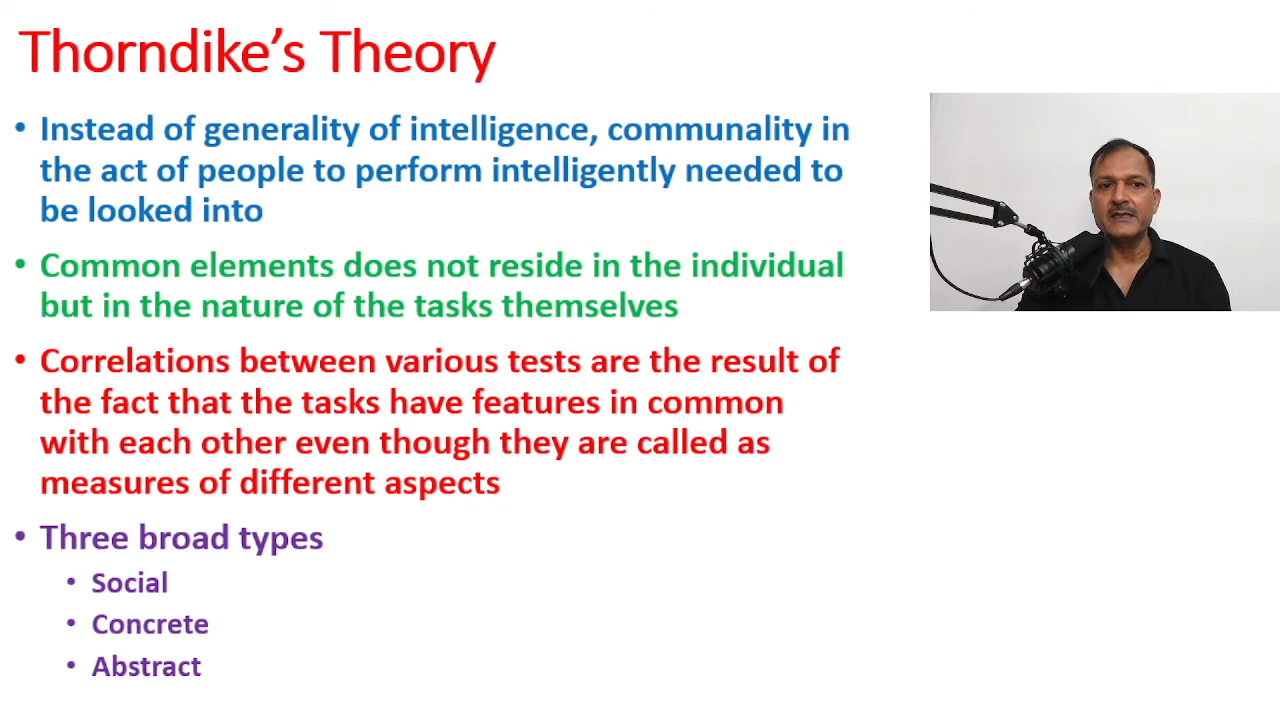 Thorndike's Theory
• Instead of generality of intelligence, communality in
the act of people to perform intelligently needed to
be looked into
• Common elements does not reside in the individual
but in the nature of the tasks themselves
• Correlations between various tests are the result of
the fact that the tasks have features in common
with each other even though they are called as
measures of different aspects
• Three broad types
• Social
• Concrete
• Abstract